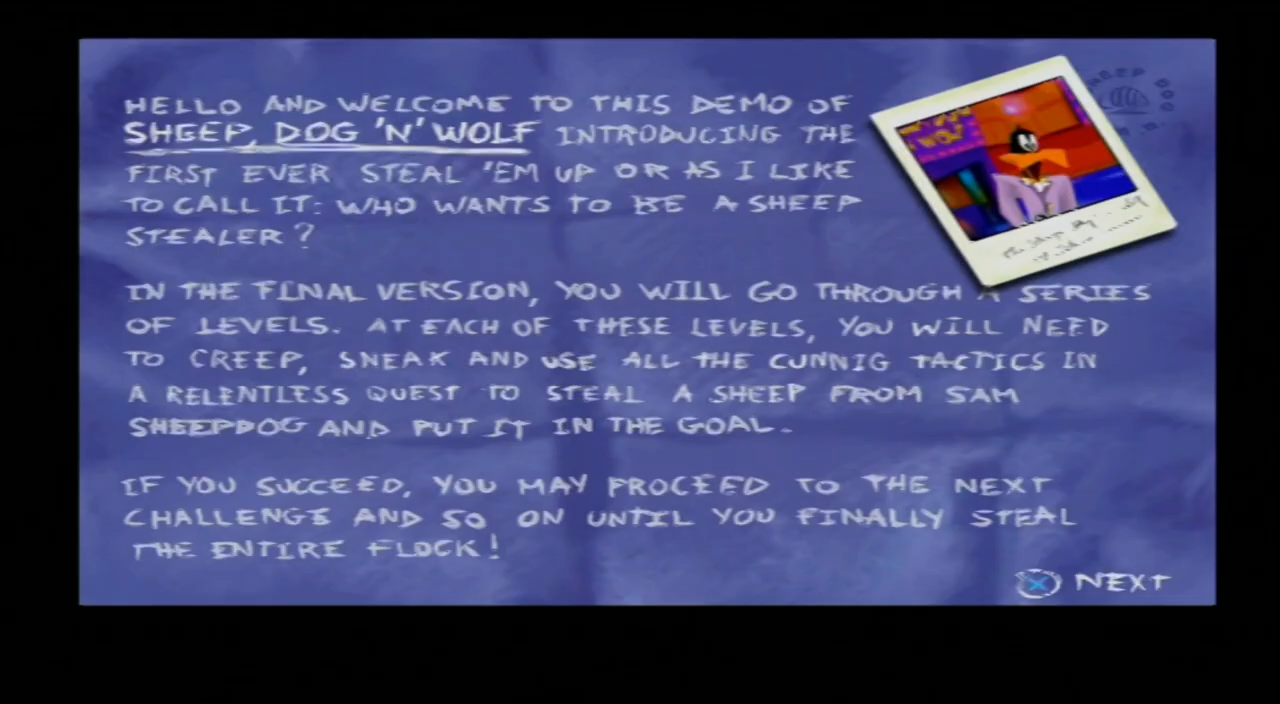 HELLO AND WELCOME TO THIS DEMO OF
SHEEP, DOG 'N' WOLF INTRODUCING THE
FIRST EVER STEAL 'EM UP OR AS I LIKE
TO CALL IT: WHO WANTS TO BE A SHEEP
STEALER?
IN THE FINAL VERSION, YOU WILL GO THROUGH A SERIES
OF LEVELS. AT EACH OF THESE LEVELS, YOU WILL NEED
TO CREEP, SNEAK AND USE ALL THE CUNNIG TACTICS IN
A RELENTLESS QUEST TO STEAL A SHEEP FROM SAM
SHEEPDOG AND PUT IT IN THE GOAL.
IF YOU SUCCEED, YOU MAY PROCEED TO THE NEXT
CHALLENGE AND SO ON UNTIL YOU FINALLY STEAL
THE ENTIRE FLOCK!
NEXT